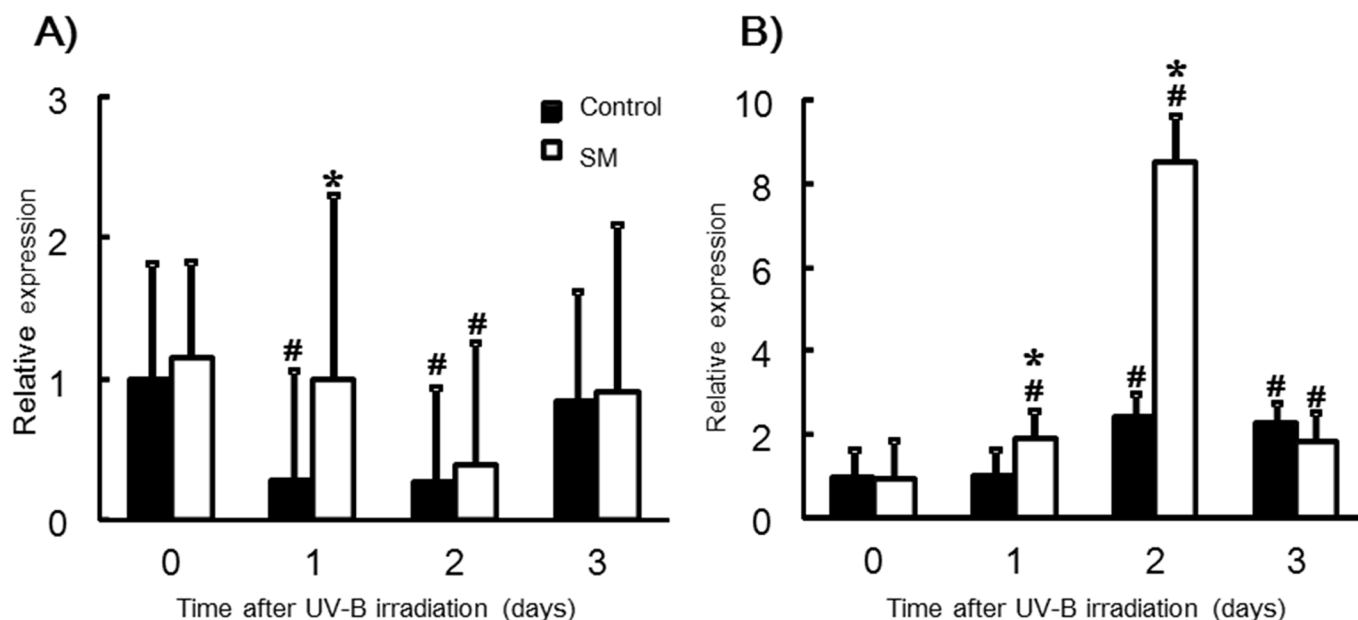 A)
3
2
1
0
Relative expression
Control
SM
*
#
#
#
0 1 2 3
Time after UV-B irradiation (days)
B)
10
8
6
4
2
0
Relative expression
*
#
*
#
#
#
#
0 1 2 3
Time after UV-B irradiation (days)